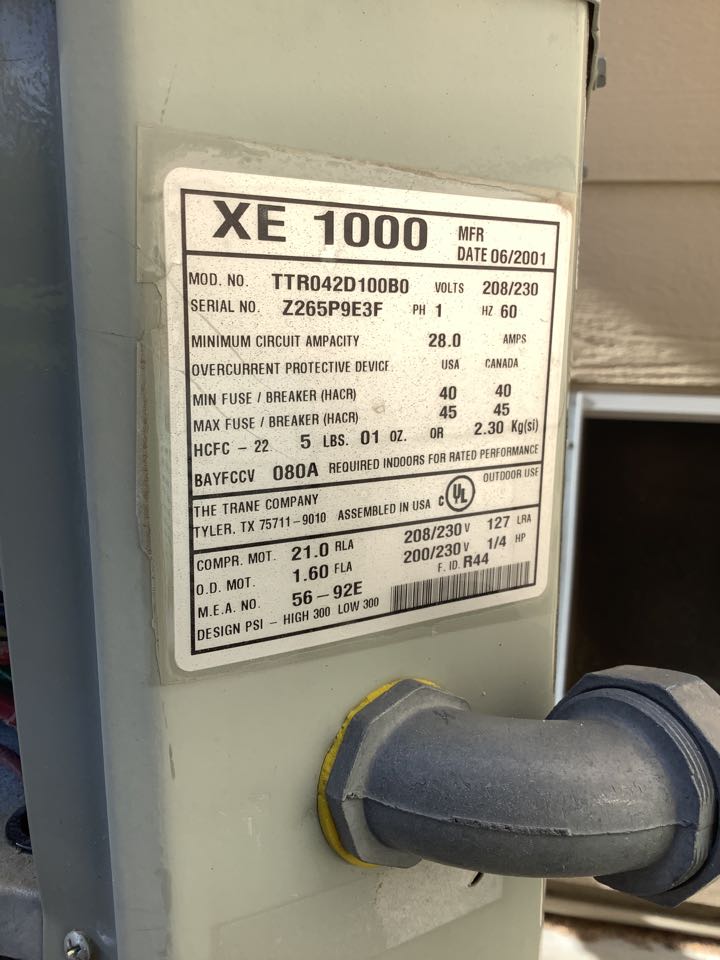 XE 1000 MFR DATE 06/2001
MOD. NO. TTR042D100B0 VOLTS 208/230
SERIAL NO. Z265P9E3F PH 1 HZ 60
MINIMUM CIRCUIT AMPACITY 28.0 AMPS
OVERCURRENT PROTECTIVE DEVICE USA CANADA
MIN FUSE / BREAKER (HACR) 40 40
MAX FUSE / BREAKER (HACR) 45 45
HCFC - 22 5 LBS. 01 OZ. OR 2.30 Kg(si)
BAYFCCV 080A REQUIRED INDOORS FOR RATED PERFORMANCE
THE TRANE COMPANY OUTDOOR USE
TYLER, TX 75711-9010 ASSEMBLED IN USA C UL
COMPR. MOT. 21.0 RLA 208/230 V 127 LRA
O.D. MOT. 1.60 FLA 200/230 V 1/4 HP
M.E.A. NO. 56-92E F. ID. R44
DESIGN PSI - HIGH 300 LOW 300